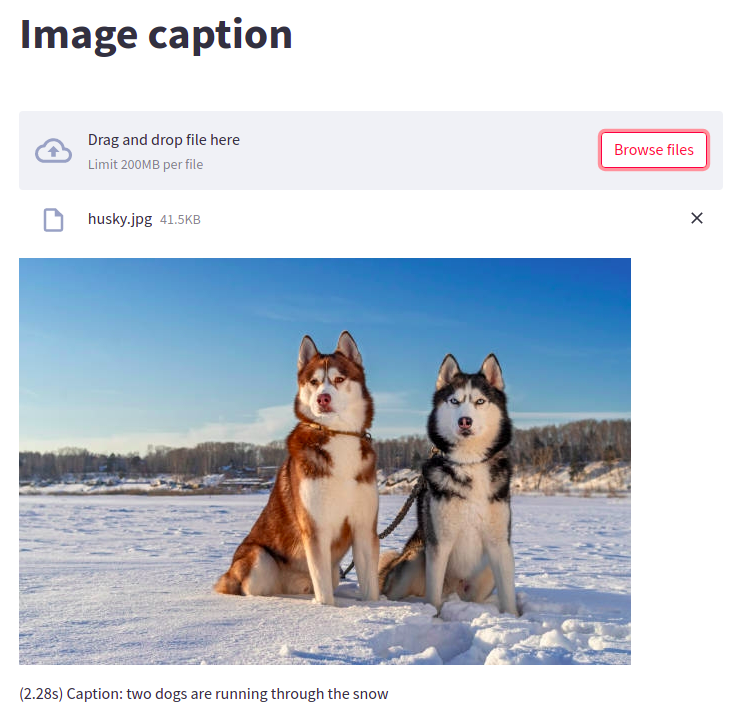 Image caption
Drag and drop file here
Limit 200MB per file
Browse files
husky.jpg 41.5KB
(2.28s) Caption: two dogs are running through the snow